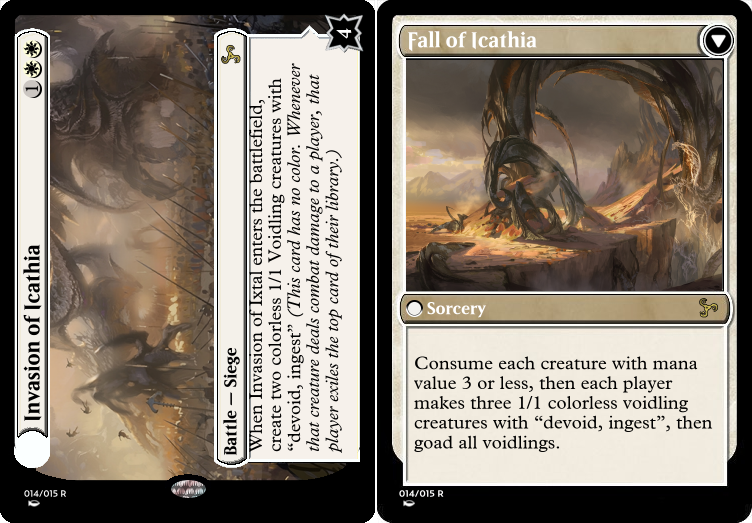 Invasion of Icathia
1
Battle – Siege
4
When Invasion of Ixtal enters the battlefield,
create two colorless 1/1 Voidling creatures with
“devoid, ingest” (This card has no color. Whenever
that creature deals combat damage to a player, that
player exiles the top card of their library.)
014/015 R
Fall of Icathia
Sorcery
Consume each creature with mana
value 3 or less, then each player
makes three 1/1 colorless voidling
creatures with “devoid, ingest”, then
goad all voidlings.
014/015 R